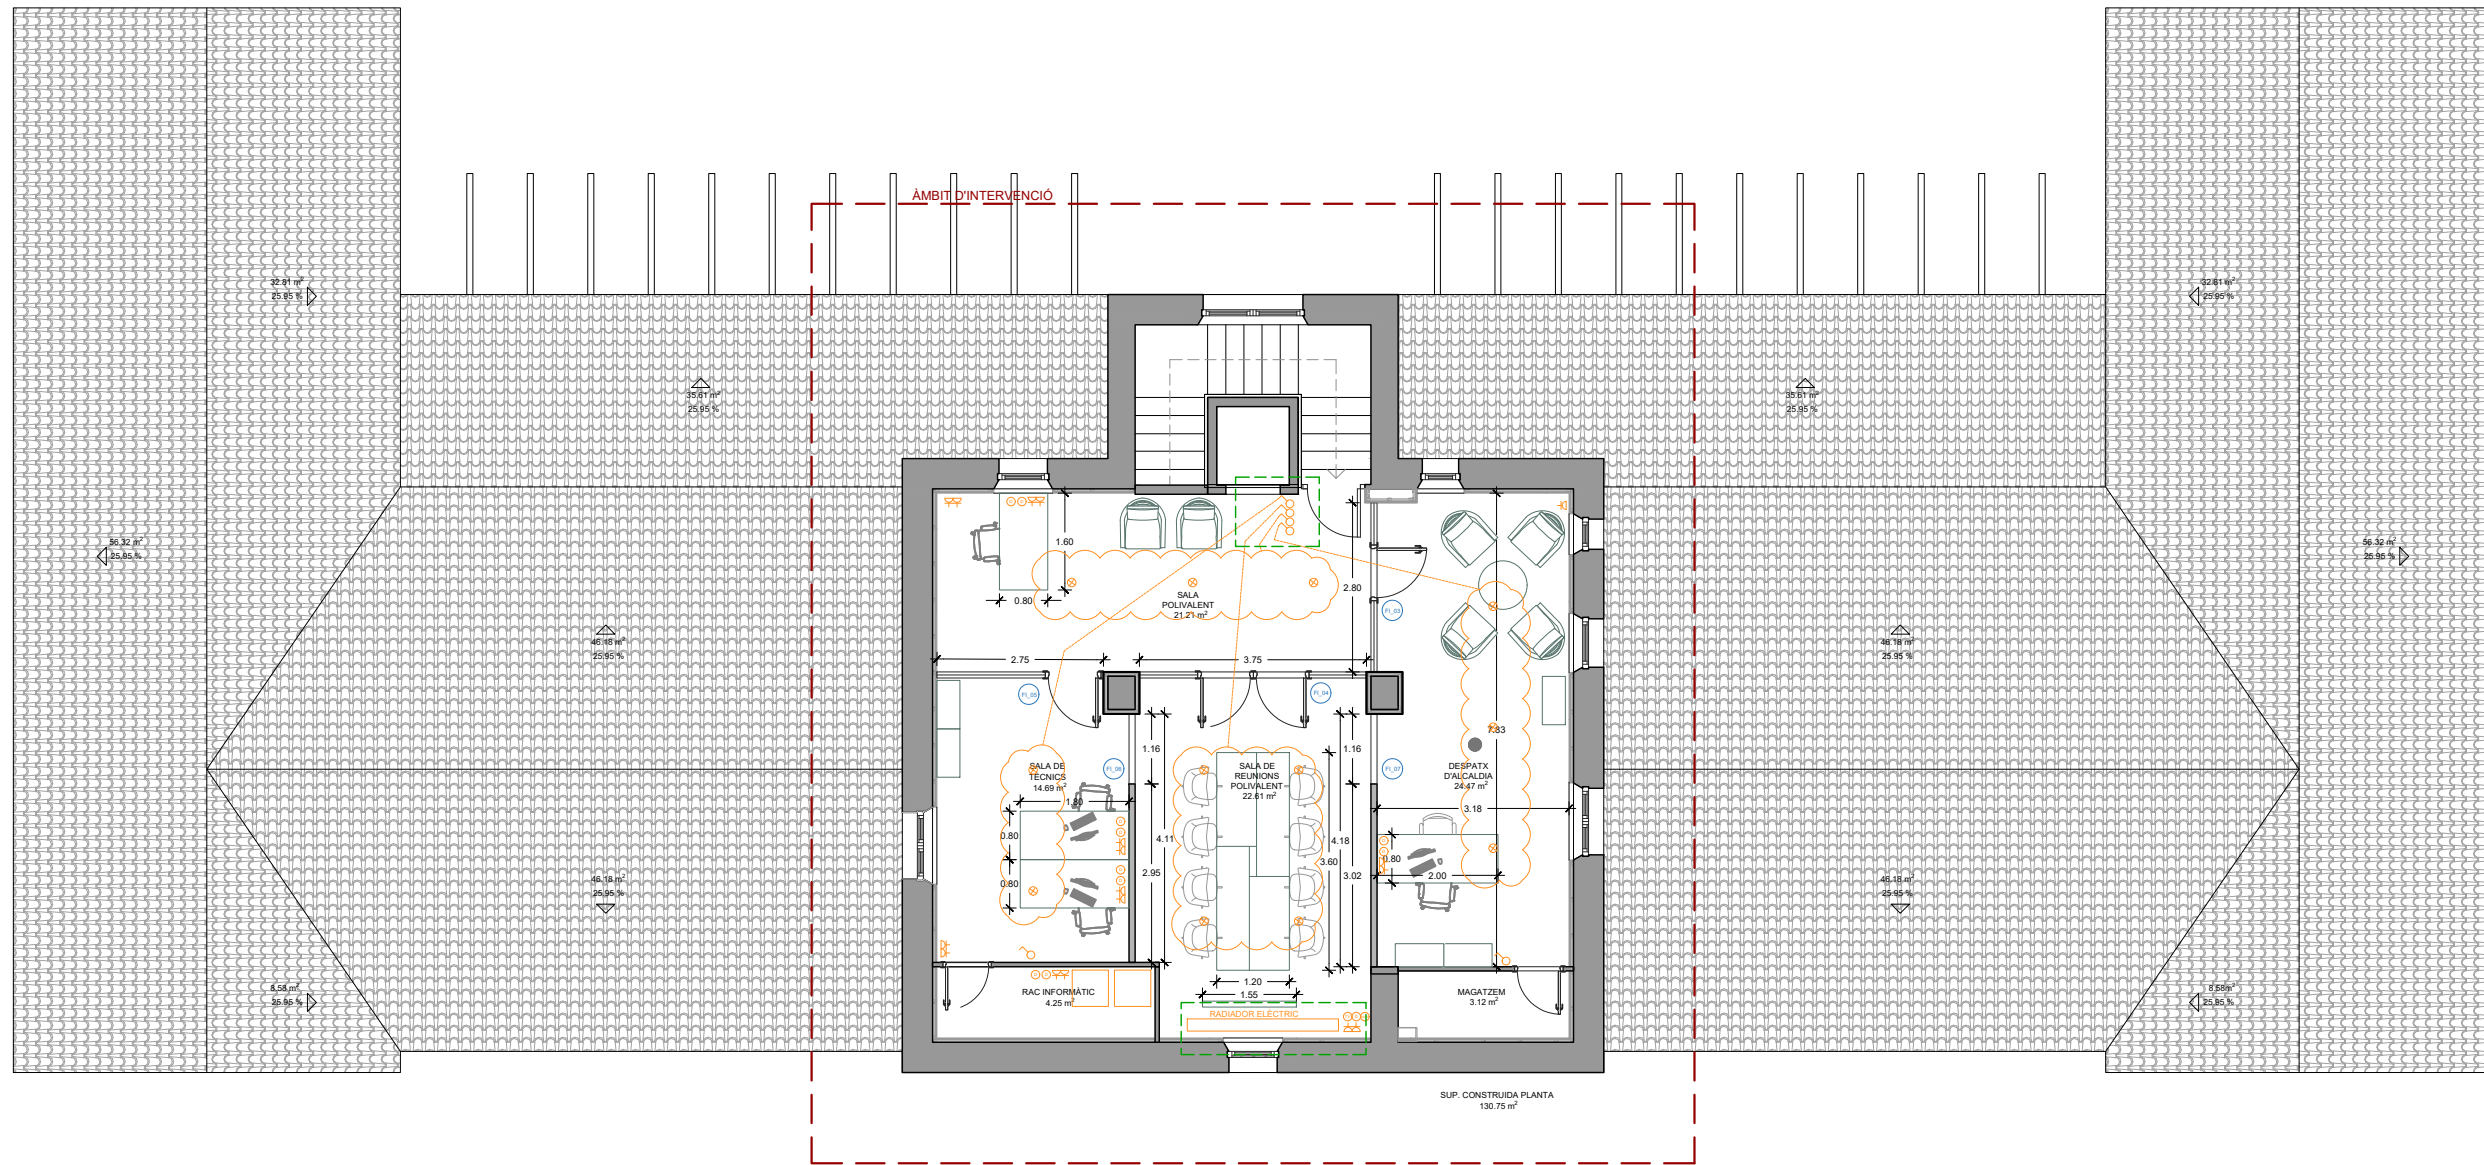 ÀMBIT D'INTERVENCIÓ
32.81 m²
25.95 %
32.81 m²
25.95 %
35.61 m²
25.95 %
35.61 m²
25.95 %
56.32 m²
25.95 %
56.32 m²
25.95 %
1.60
0.80
2.80
SALA
POLIVALENT
21.21 m²
FI_03
46.18 m²
25.95 %
46.18 m²
25.95 %
2.75
3.75
FI_05
FI_04
7.83
1.16
1.16
SALA DE
TÈCNICS
14.69 m²
FI_06
SALA DE
REUNIONS
POLIVALENT
22.61 m²
FI_07
DESPATX
D'ALCALDIA
24.47 m²
1.80
3.18
0.80
4.11
4.18
3.60
0.80
0.80
2.95
3.02
2.00
46.18 m²
25.95 %
46.18 m²
25.95 %
8.58 m²
25.95 %
8.58m²
25.95 %
RAC INFORMÀTIC
4.25 m²
1.20
1.55
MAGATZEM
3.12 m²
RADIADOR ELÈCTRIC
SUP. CONSTRUIDA PLANTA
130.75 m²